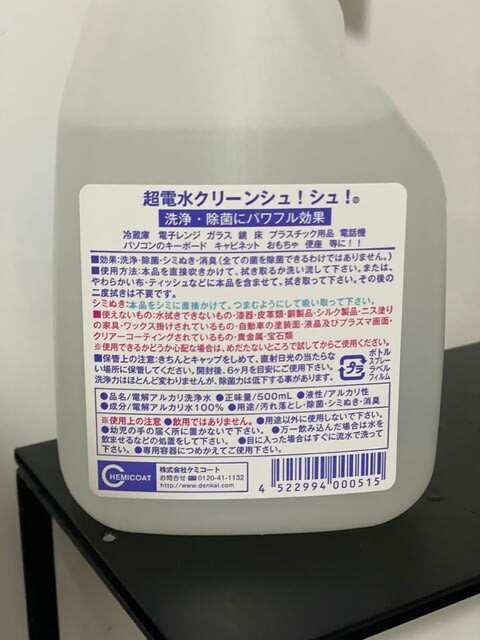 超電水クリーンシュ！シュ！®
洗浄・除菌にパワフル効果
冷蔵庫 電子レンジ ガラス 鏡 床 プラスチック用品 電話機
パソコンのキーボード キャビネット おもちゃ 便座 等に！！
■効果：洗浄・除菌・シミぬき・消臭（全ての菌を除菌できるわけではありません）。
■使用方法：本品を直接吹きかけて、拭き取るか洗い流して下さい。または、
やわらかい布・ティッシュなどに本品を含ませて、拭き取って下さい。その後の
二度拭きは不要です。
シミぬき：本品をシミに直接かけて、つまむようにして吸い取って下さい。
■使えないもの：水拭きできないもの・漆器・皮革類・銅製品・シルク製品・ニス塗り
の家具・ワックス掛けされているもの・自動車の塗装面・液晶及びプラズマ画面・
クリアーコーティングされているもの・貴金属・宝石類
※使用できるかどうか心配な場合は、めだたないところで試してからご使用ください。
■保管上の注意：きちんとキャップをしめて、直射日光の当たらな
い場所に保管してください。開封後、6ヶ月を目安にご使用下さい。
洗浄力はほとんど変わりませんが、除菌力は低下する事があります。
プラ
ボトル
スプレー
ラベル
フィルム
●品名/電解アルカリ洗浄水 ●正味量/500mL ●液性/アルカリ性
●成分/電解アルカリ水100% ●用途/汚れ落とし・除菌・シミぬき・消臭
※使用上の注意 ●飲用ではありません。●用途以外に使用しないで下さい。
●幼児の手の届く所に置かないで下さい。 ●万一飲み込んだ場合は水を
飲ませるなどの処置をして下さい。 ●目に入った場合はすぐに流水で洗って
下さい。●専用容器につめかえてご使用下さい。
CHEMICOAT
株式会社ケミコート
お問合せ 0120-41-1132
http://www.denkai.com/
4 522994 000515